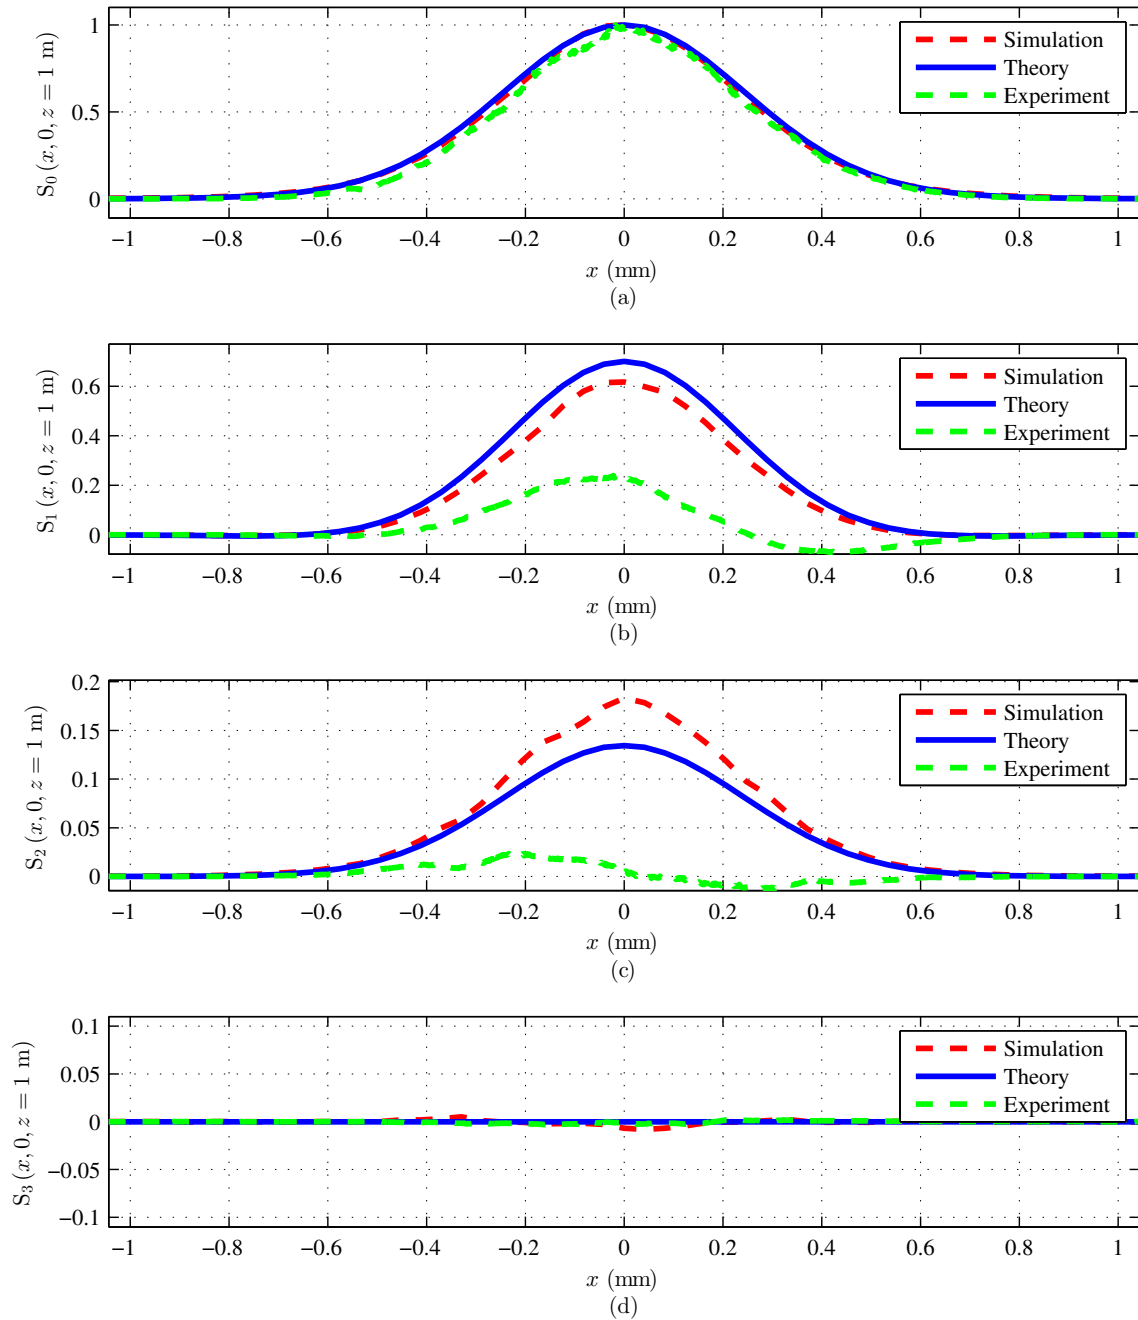 S₀ (x, 0, z = 1 m)
1
0.5
0
Simulation
Theory
Experiment
−1 −0.8 −0.6 −0.4 −0.2 0 0.2 0.4 0.6 0.8 1
x (mm)
(a)
S₁ (x, 0, z = 1 m)
0.6
0.4
0.2
0
Simulation
Theory
Experiment
−1 −0.8 −0.6 −0.4 −0.2 0 0.2 0.4 0.6 0.8 1
x (mm)
(b)
S₂ (x, 0, z = 1 m)
0.2
0.15
0.1
0.05
0
Simulation
Theory
Experiment
−1 −0.8 −0.6 −0.4 −0.2 0 0.2 0.4 0.6 0.8 1
x (mm)
(c)
S₃ (x, 0, z = 1 m)
0.1
0.05
0
−0.05
−0.1
Simulation
Theory
Experiment
−1 −0.8 −0.6 −0.4 −0.2 0 0.2 0.4 0.6 0.8 1
x (mm)
(d)